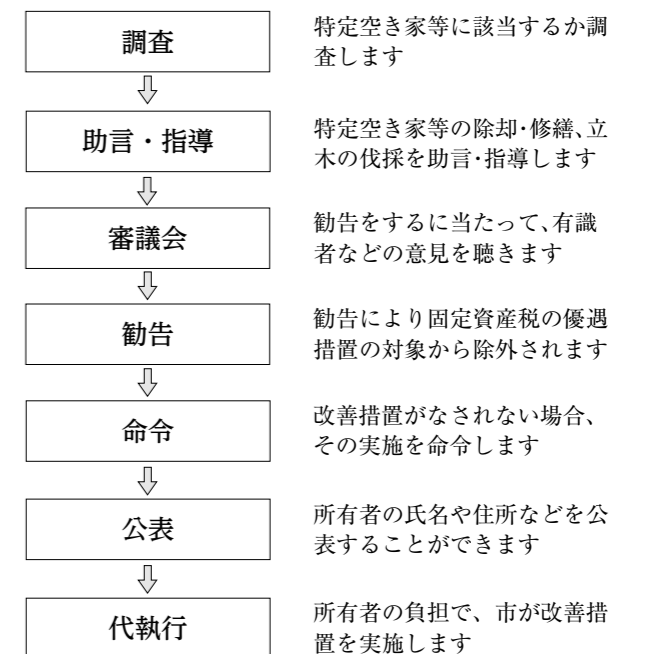 調査
特定空き家等に該当するか調
査します
助言・指導
特定空き家等の除却・修繕、立
木の伐採を助言・指導します
審議会
勧告をするに当たって、有識
者などの意見を聴きます
勧告
勧告により固定資産税の優遇
措置の対象から除外されます
命令
改善措置がなされない場合、
その実施を命令します
公表
所有者の氏名や住所などを公
表することができます
代執行
所有者の負担で、市が改善措
置を実施します